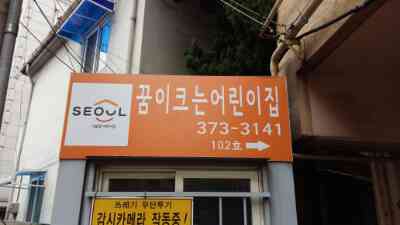 SEOUL
꿈이크는어린이집
373-3141
102호 →
쓰레기 무단투기
감시카메라 작동중!